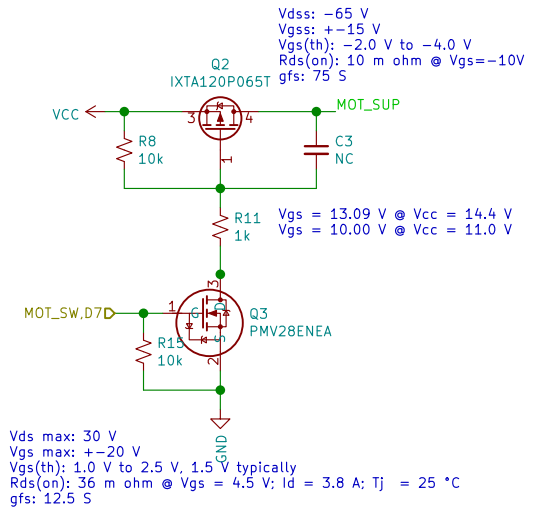 Vdss: -65 V
Vgss: +-15 V
Vgs(th): -2.0 V to -4.0 V
Rds(on): 10 m ohm @ Vgs=-10V
gfs: 75 S
Q2
IXTA120P065T
MOT_SUP
VCC
3
4
R8
10k
C3
NC
1
R11
1k
Vgs = 13.09 V @ Vcc = 14.4 V
Vgs = 10.00 V @ Vcc = 11.0 V
3
MOT_SW,D7
1
G
D
S
Q3
PMV28ENEA
R15
10k
2
GND
Vds max: 30 V
Vgs max: +-20 V
Vgs(th): 1.0 V to 2.5 V, 1.5 V typically
Rds(on): 36 m ohm @ Vgs = 4.5 V; Id = 3.8 A; Tj  = 25 °C
gfs: 12.5 S